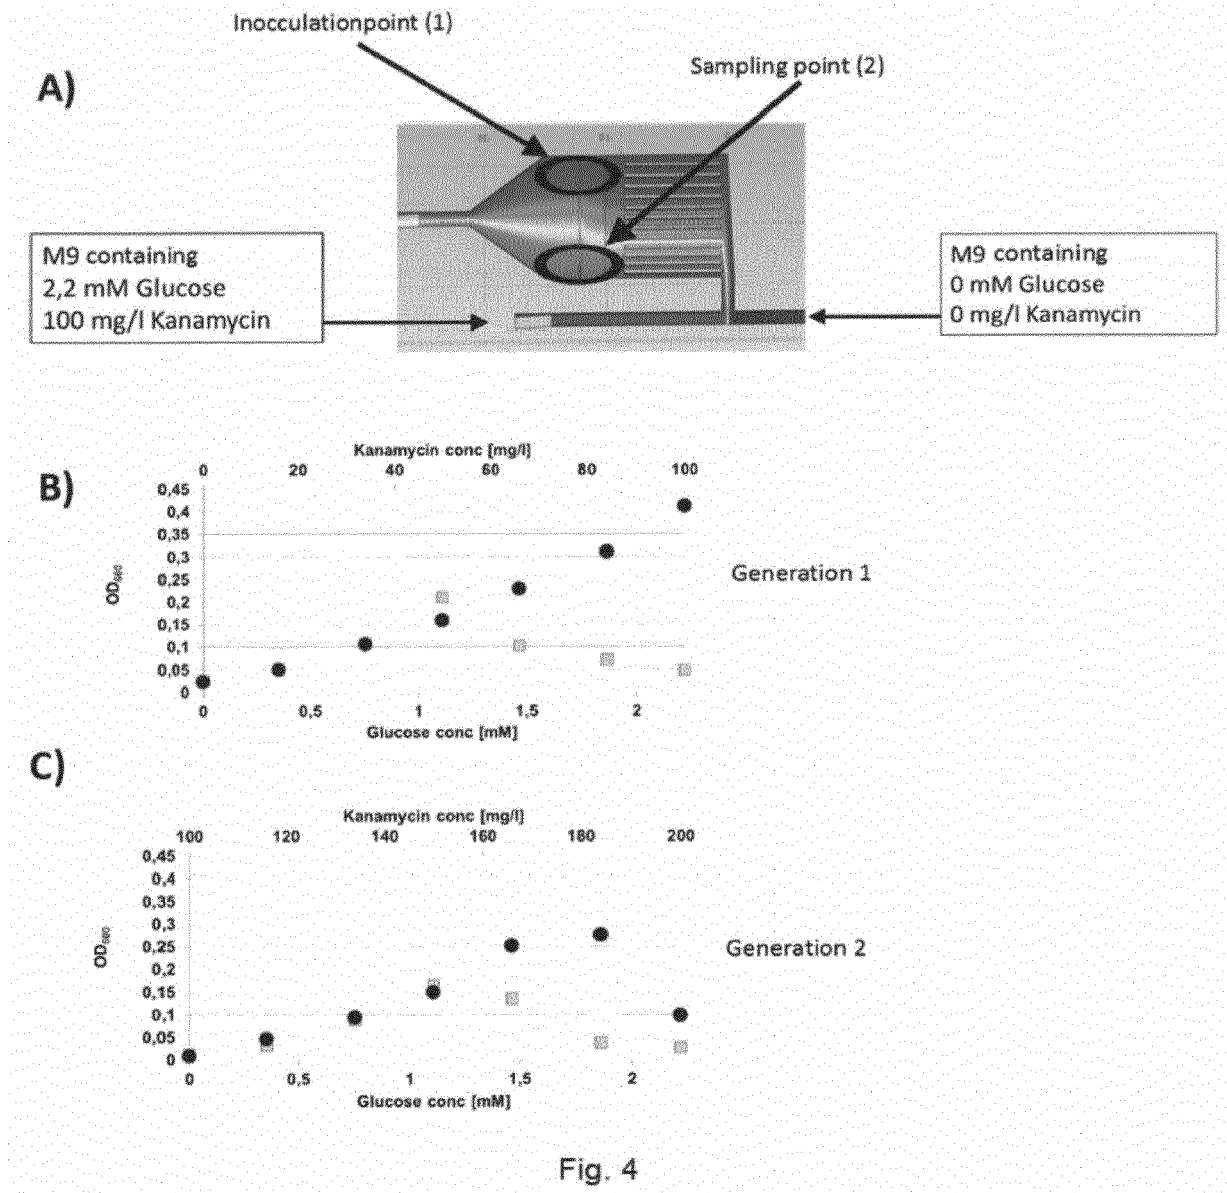 Inocculationpoint (1)
Sampling point (2)
A)
M9 containing
2,2 mM Glucose
100 mg/l Kanamycin
M9 containing
0 mM Glucose
0 mg/l Kanamycin
B)
Kanamycin conc [mg/l]
0 20 40 60 80 100
0,45
0,4
0,35
0,3
0,25
0,2
0,15
0,1
0,05
0
OD600
Generation 1
0 0,5 1 1,5 2
Glucose conc [mM]
C)
Kanamycin conc [mg/l]
100 120 140 160 180 200
0,45
0,4
0,35
0,3
0,25
0,2
0,15
0,1
0,05
0
OD600
Generation 2
0 0,5 1 1,5 2
Glucose conc [mM]
Fig. 4